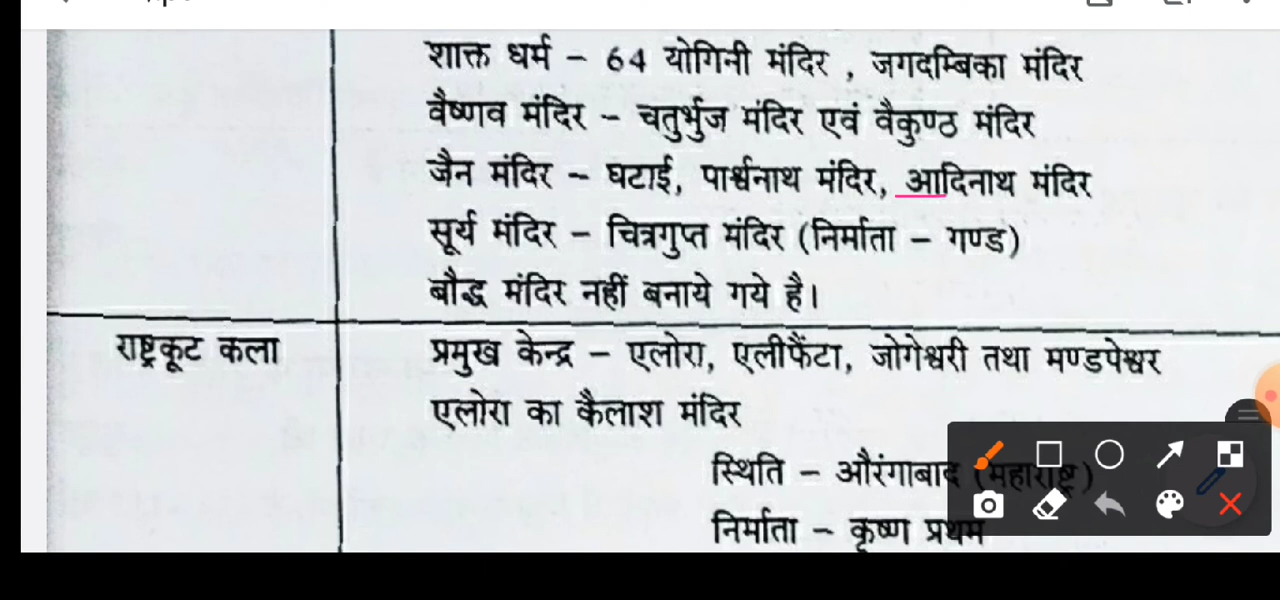 शाक्त धर्म – 64 योगिनी मंदिर , जगदम्बिका मंदिर
वैष्णव मंदिर – चतुर्भुज मंदिर एवं वैकुण्ठ मंदिर
जैन मंदिर – घटाई, पार्श्वनाथ मंदिर, आदिनाथ मंदिर
सूर्य मंदिर – चित्रगुप्त मंदिर (निर्माता – गण्ड)
बौद्ध मंदिर नहीं बनाये गये है।
राष्ट्रकूट कला
प्रमुख केन्द्र – एलोरा, एलीफैंटा, जोगेश्वरी तथा मण्डपेश्वर
एलोरा का कैलाश मंदिर
स्थिति – औरंगाबाद (महाराष्ट्र)
निर्माता – कृष्ण प्रथम